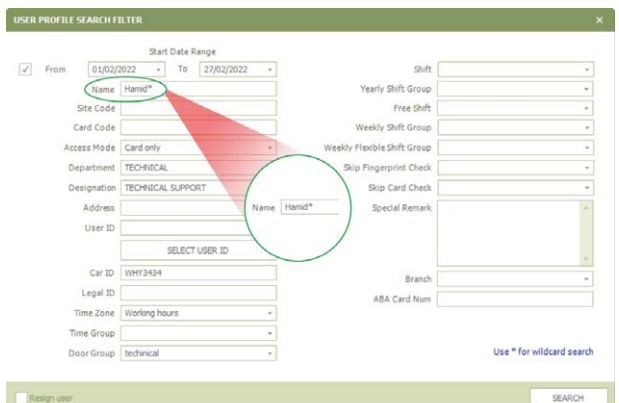 USER PROFILE SEARCH FILTER
Start Date Range
From 01/02/2022 To 27/02/2022
Name Hamid*
Site Code
Card Code
Access Mode Card only
Department TECHNICAL
Designation TECHNICAL SUPPORT
Address
User ID
SELECT USER ID
Car ID WHY3434
Legal ID
Time Zone Working hours
Time Group
Door Group techinical
Name Hamid*
Shift
Yearly Shift Group
Free Shift
Weekly Shift Group
Weekly Flexible Shift Group
Skip Fingerprint Check
Skip Card Check
Special Remark
Branch
ABA Card Num
Use * for wildcard search
Resign user
SEARCH